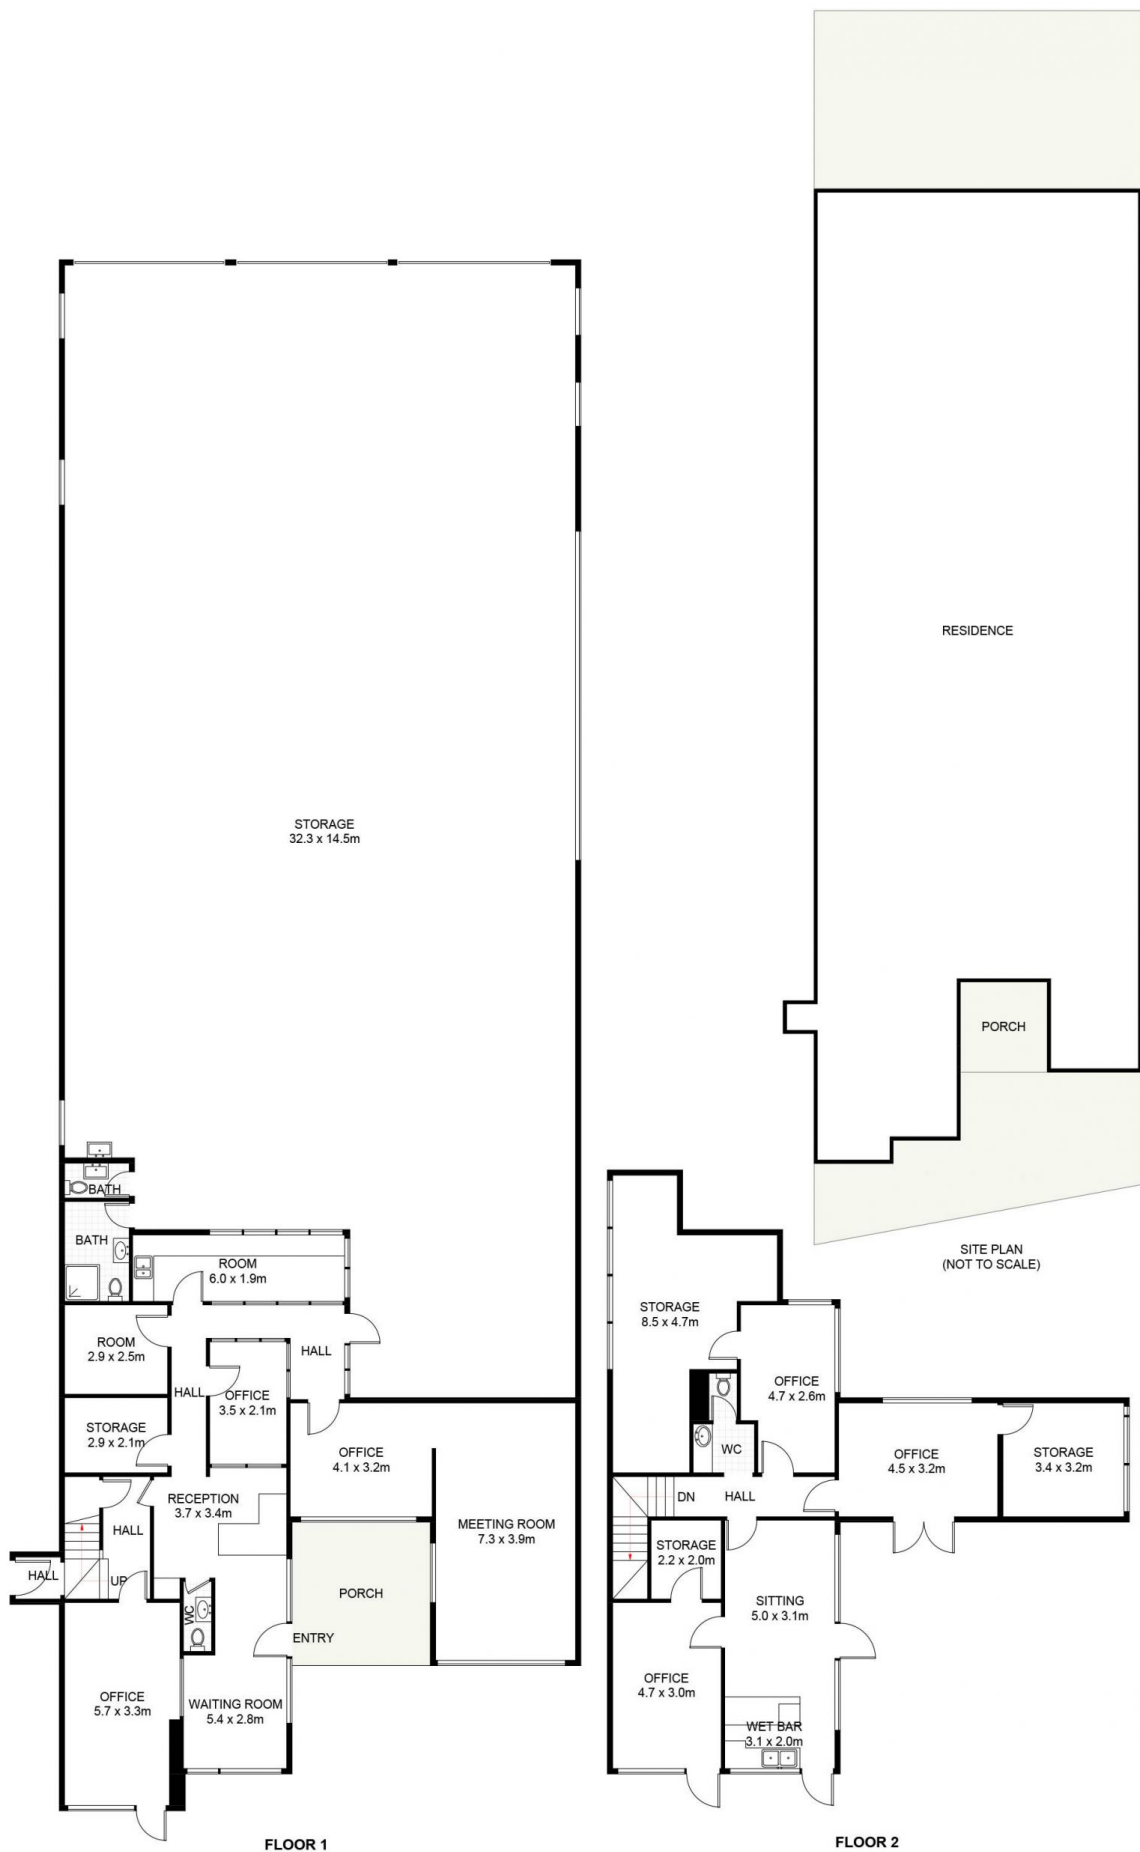 STORAGE
32.3 x 14.5m
BATH
BATH
ROOM
6.0 x 1.9m
ROOM
2.9 x 2.5m
HALL
HALL
OFFICE
3.5 x 2.1m
STORAGE
2.9 x 2.1m
OFFICE
4.1 x 3.2m
RECEPTION
3.7 x 3.4m
MEETING ROOM
7.3 x 3.9m
HALL
HALL
UP
PORCH
WC
ENTRY
OFFICE
5.7 x 3.3m
WAITING ROOM
5.4 x 2.8m
FLOOR 1
RESIDENCE
PORCH
SITE PLAN
(NOT TO SCALE)
STORAGE
8.5 x 4.7m
OFFICE
4.7 x 2.6m
WC
OFFICE
4.5 x 3.2m
STORAGE
3.4 x 3.2m
DN
HALL
STORAGE
2.2 x 2.0m
SITTING
5.0 x 3.1m
OFFICE
4.7 x 3.0m
WET BAR
3.1 x 2.0m
FLOOR 2